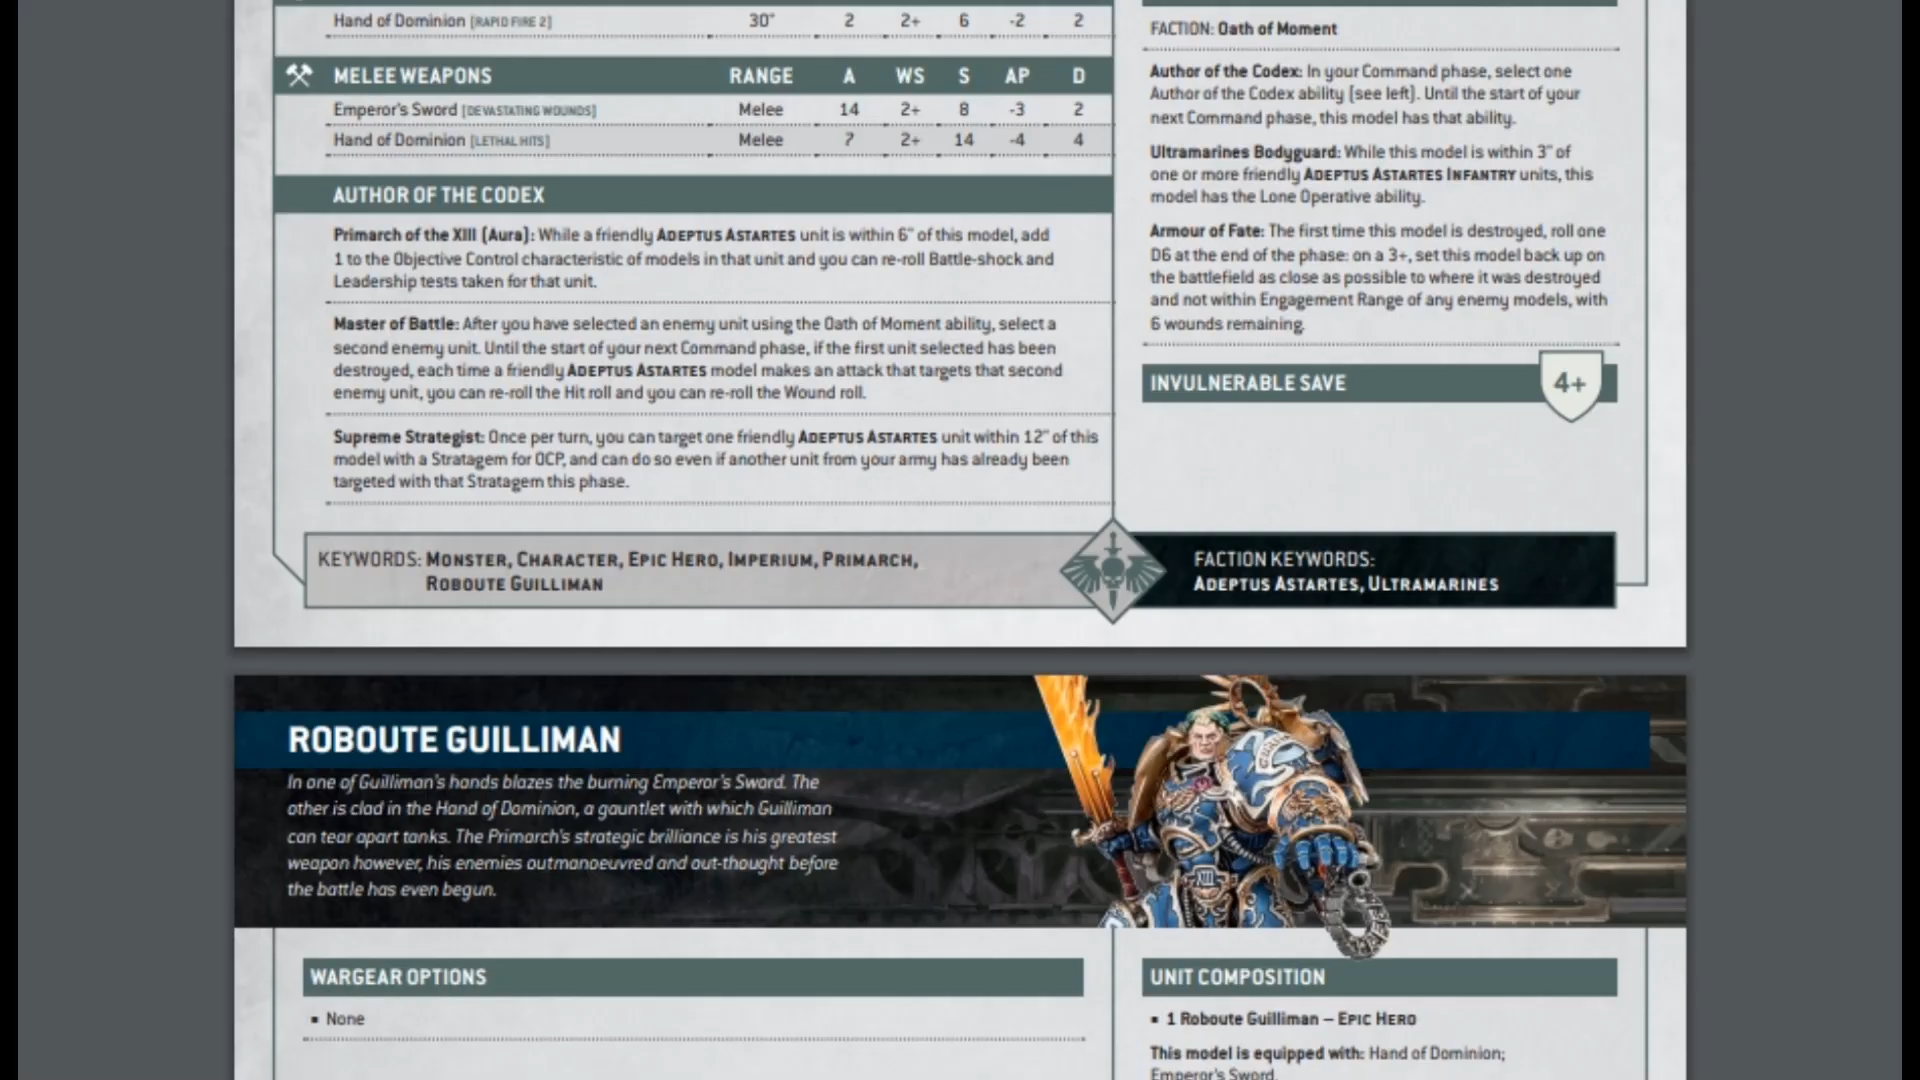 Hand of Dominion [RAPID FIRE 2] 30" 2 2+ 6 -2 2
MELEE WEAPONS RANGE A WS S AP D
Emperor's Sword [DEVASTATING WOUNDS] Melee 14 2+ 8 -3 2
Hand of Dominion [LETHAL HITS] Melee 7 2+ 14 -4 4
AUTHOR OF THE CODEX
Primarch of the XIII (Aura): While a friendly ADEPTUS ASTARTES unit is within 6" of this model, add
1 to the Objective Control characteristic of models in that unit and you can re-roll Battle-shock and
Leadership tests taken for that unit.
Master of Battle: After you have selected an enemy unit using the Oath of Moment ability, select a
second enemy unit. Until the start of your next Command phase, if the first unit selected has been
destroyed, each time a friendly ADEPTUS ASTARTES model makes an attack that targets that second
enemy unit, you can re-roll the Hit roll and you can re-roll the Wound roll.
Supreme Strategist: Once per turn, you can target one friendly ADEPTUS ASTARTES unit within 12" of this
model with a Stratagem for 0CP, and can do so even if another unit from your army has already been
targeted with that Stratagem this phase.
FACTION: Oath of Moment
Author of the Codex: In your Command phase, select one
Author of the Codex ability (see left). Until the start of your
next Command phase, this model has that ability.
Ultramarines Bodyguard: While this model is within 3" of
one or more friendly ADEPTUS ASTARTES INFANTRY units, this
model has the Lone Operative ability.
Armour of Fate: The first time this model is destroyed, roll one
D6 at the end of the phase: on a 3+, set this model back up on
the battlefield as close as possible to where it was destroyed
and not within Engagement Range of any enemy models, with
6 wounds remaining.
INVULNERABLE SAVE 4+
KEYWORDS: MONSTER, CHARACTER, EPIC HERO, IMPERIUM, PRIMARCH,
ROBOUTE GUILLIMAN
FACTION KEYWORDS:
ADEPTUS ASTARTES, ULTRAMARINES
ROBOUTE GUILLIMAN
In one of Guilliman's hands blazes the burning Emperor's Sword. The
other is clad in the Hand of Dominion, a gauntlet with which Guilliman
can tear apart tanks. The Primarch's strategic brilliance is his greatest
weapon however, his enemies outmanoeuvred and out-thought before
the battle has even begun.
WARGEAR OPTIONS
▪ None
UNIT COMPOSITION
▪ 1 Roboute Guilliman – EPIC HERO
This model is equipped with: Hand of Dominion;
Emperor's Sword.